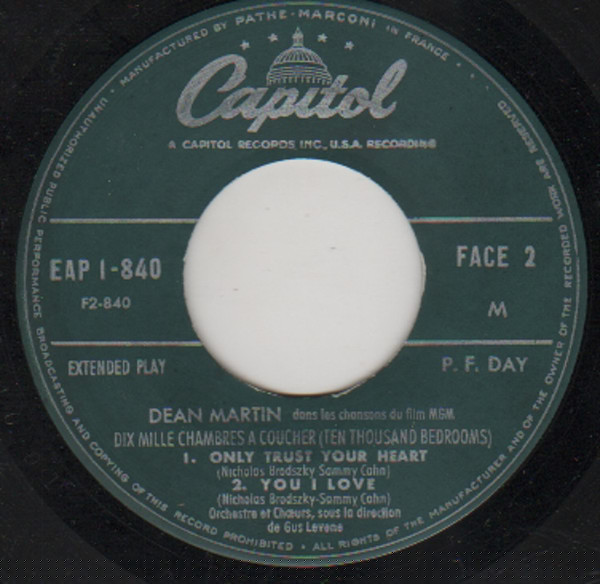 MANUFACTURED BY PATHE-MARCONI IN FRANCE
UNAUTHORIZED PUBLIC PERFORMANCE BROADCASTING AND COPYING OF THIS RECORD PROHIBITED • ALL RIGHTS OF THE MANUFACTURER AND OF THE OWNER OF THE RECORDED WORK ARE RESERVED
Capitol
A CAPITOL RECORDS, INC., U.S.A. RECORDING
EAP 1-840
FACE 2
F2-840
M
EXTENDED PLAY
P. F. DAY
DEAN MARTIN dans les chansons du film MGM
DIX MILLE CHAMBRES A COUCHER (TEN THOUSAND BEDROOMS)
1. ONLY TRUST YOUR HEART
(Nicholas Brodszky-Sammy Cahn)
2. YOU I LOVE
(Nicholas Brodszky-Sammy Cahn)
Orchestre et Chœurs, sous la direction
de Gus Levene